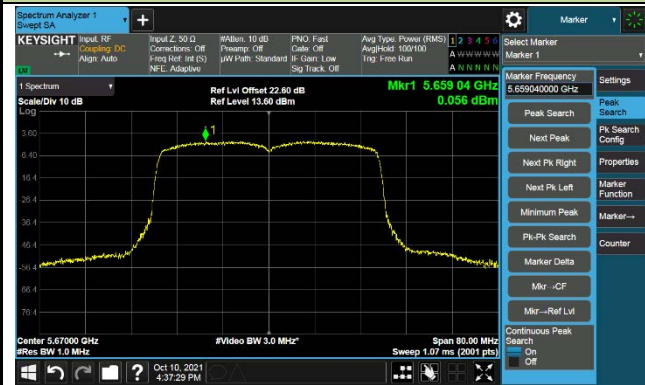 Spectrum Analyzer 1
Swept SA
+
Marker
KEYSIGHT
Input: RF
Coupling: DC
Align: Auto
Input Z: 50 Ω
Corrections: Off
Freq Ref: Int (S)
NFE: Adaptive
#Atten: 10 dB
Preamp: Off
µW Path: Standard
PNO: Fast
Gate: Off
IF Gain: Low
Sig Track: Off
Avg Type: Power (RMS)
Avg|Hold: 100/100
Trig: Free Run
1 2 3 4 5 6
A W W W W W
A N N N N N
LXI
Select Marker
Marker 1
1 Spectrum
Scale/Div 10 dB
Log
Ref Lvl Offset 22.60 dB
Ref Level 13.60 dBm
Mkr1 5.659 04 GHz
0.056 dBm
1
3.60
-6.40
-16.4
-26.4
-36.4
-46.4
-56.4
-66.4
-76.4
Center 5.67000 GHz
#Res BW 1.0 MHz
#Video BW 3.0 MHz*
Span 80.00 MHz
Sweep 1.07 ms (2001 pts)
Marker Frequency
5.659040000 GHz
Peak Search
Next Peak
Next Pk Right
Next Pk Left
Minimum Peak
Pk-Pk Search
Marker Delta
Mkr→CF
Mkr→Ref Lvl
Continuous Peak
Search
On
Off
Settings
Peak
Search
Pk Search
Config
Properties
Marker
Function
Marker→
Counter
?
Oct 10, 2021
4:37:29 PM